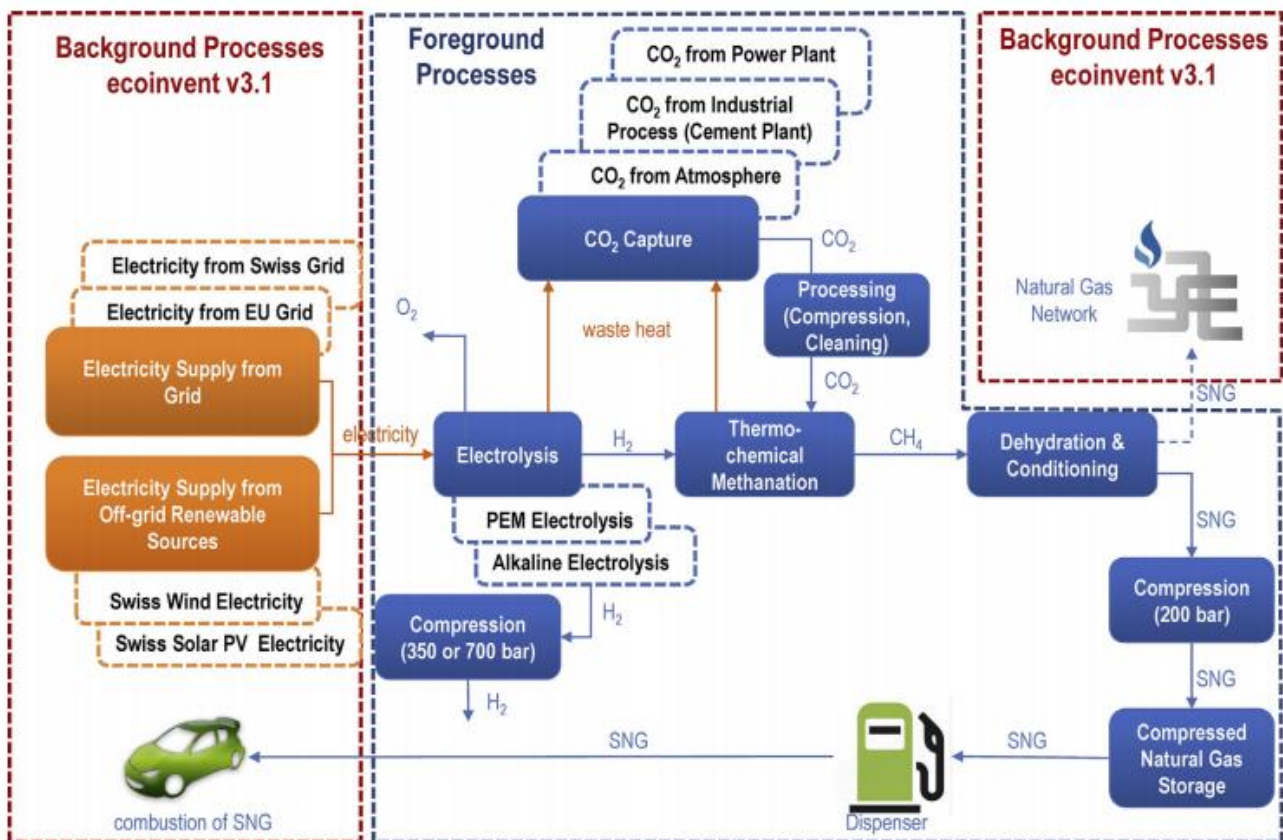 Background Processes
ecoinvent v3.1
Foreground
Processes
CO₂ from Power Plant
CO₂ from Industrial
Process (Cement Plant)
CO₂ from Atmosphere
CO₂ Capture
Background Processes
ecoinvent v3.1
Electricity from Swiss Grid
Electricity from EU Grid
Electricity Supply from
Grid
Electricity Supply from
Off-grid Renewable
Sources
Swiss Wind Electricity
Swiss Solar PV Electricity
electricity
O₂
waste heat
CO₂
Processing
(Compression,
Cleaning)
CO₂
Natural Gas
Network
SNG
Electrolysis
H₂
Thermo-
chemical
Methanation
CH₄
Dehydration &
Conditioning
PEM Electrolysis
Alkaline Electrolysis
H₂
Compression
(350 or 700 bar)
H₂
SNG
Compression
(200 bar)
SNG
Compressed
Natural Gas
Storage
SNG
Dispenser
SNG
combustion of SNG